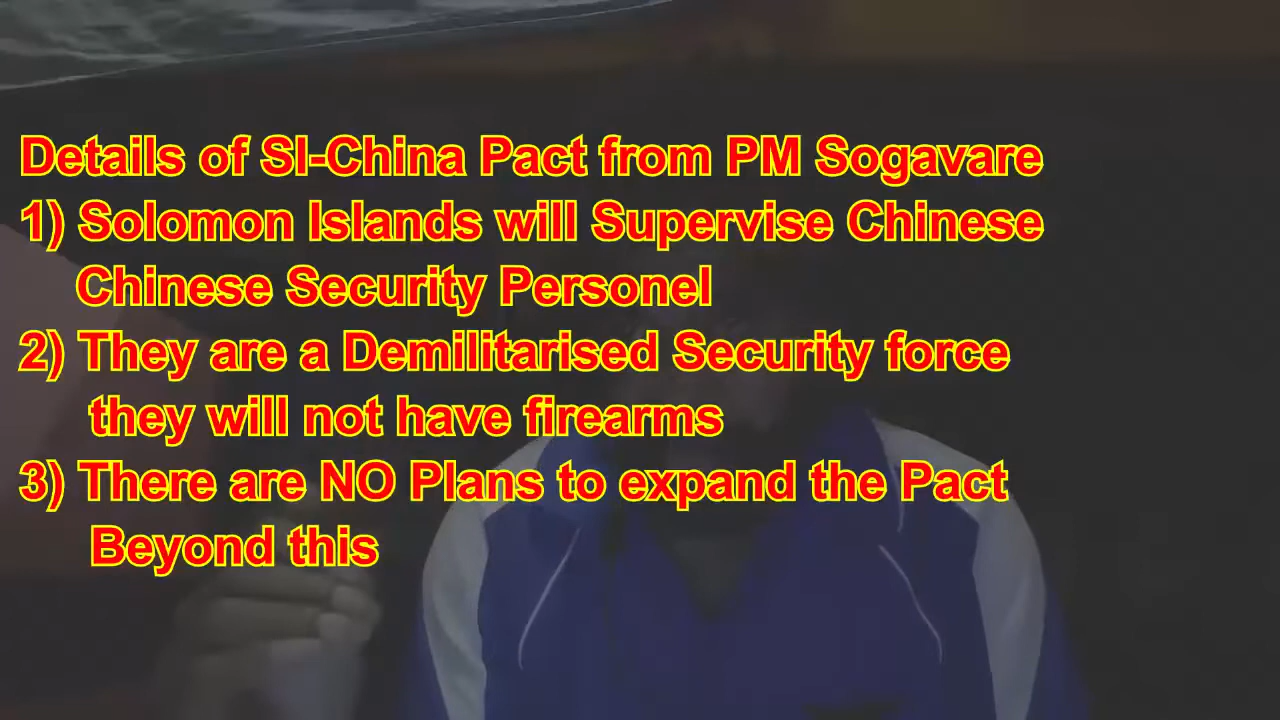 Details of SI-China Pact from PM Sogavare
1) Solomon Islands will Supervise Chinese
Chinese Security Personel
2) They are a Demilitarised Security force
they will not have firearms
3) There are NO Plans to expand the Pact
Beyond this